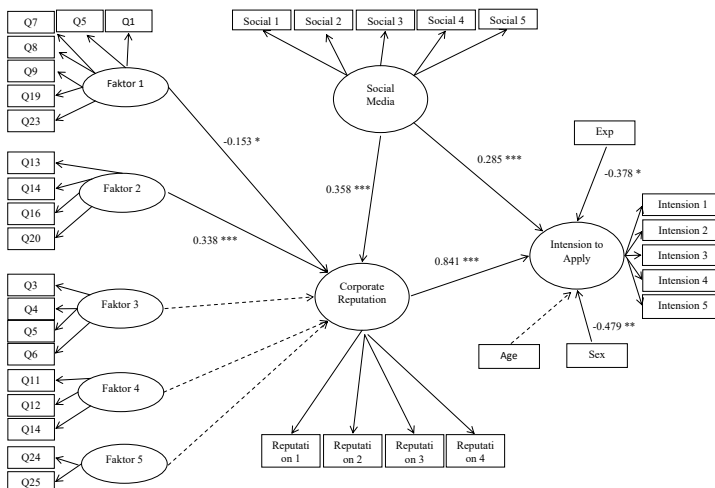 Q7
Q5
Q1
Q8
Q9
Q19
Q23
Faktor 1
Social 1
Social 2
Social 3
Social 4
Social 5
Social
Media
Exp
-0.153 *
0.285 ***
-0.378 *
Q13
Q14
Q16
Q20
Faktor 2
0.358 ***
0.338 ***
Intension 1
Intension 2
Intension 3
Intension 4
Intension 5
Intension to
Apply
0.841 ***
Q3
Q4
Q5
Q6
Faktor 3
Corporate
Reputation
-0.479 **
Age
Sex
Q11
Q12
Q14
Faktor 4
Q24
Q25
Faktor 5
Reputati
on 1
Reputati
on 2
Reputati
on 3
Reputati
on 4